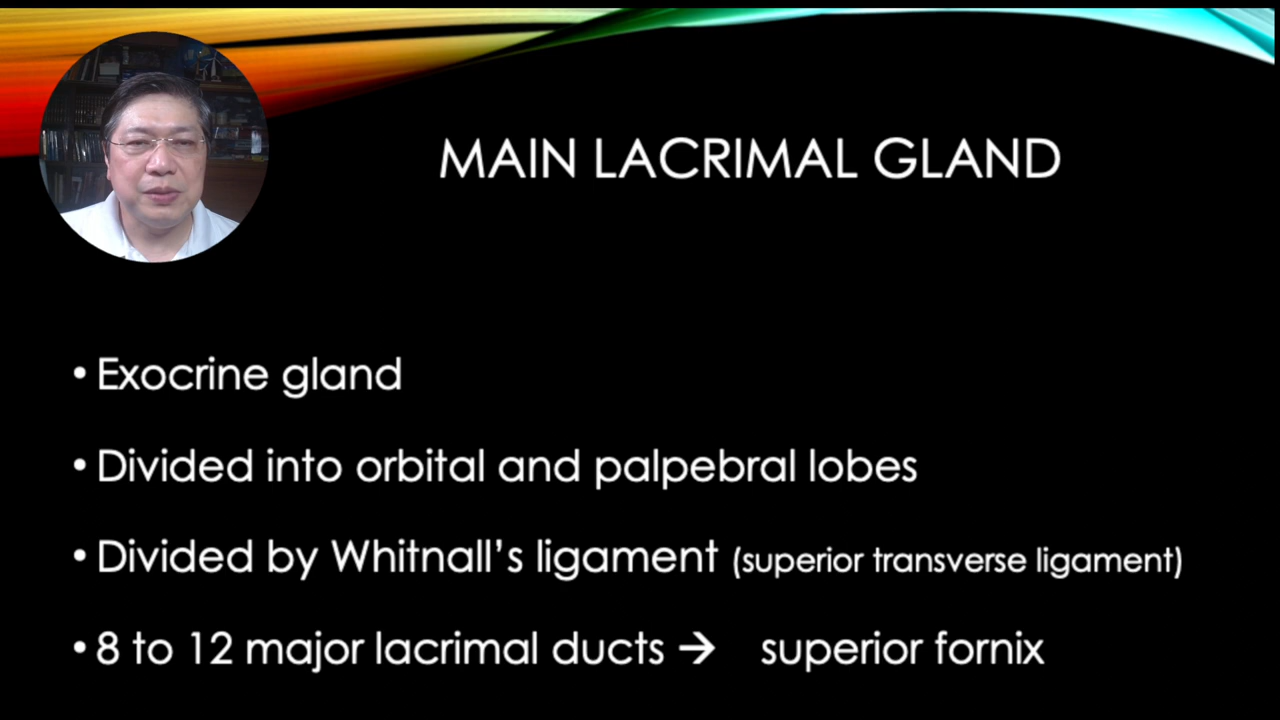 MAIN LACRIMAL GLAND
• Exocrine gland
• Divided into orbital and palpebral lobes
• Divided by Whitnall’s ligament (superior transverse ligament)
• 8 to 12 major lacrimal ducts → superior fornix